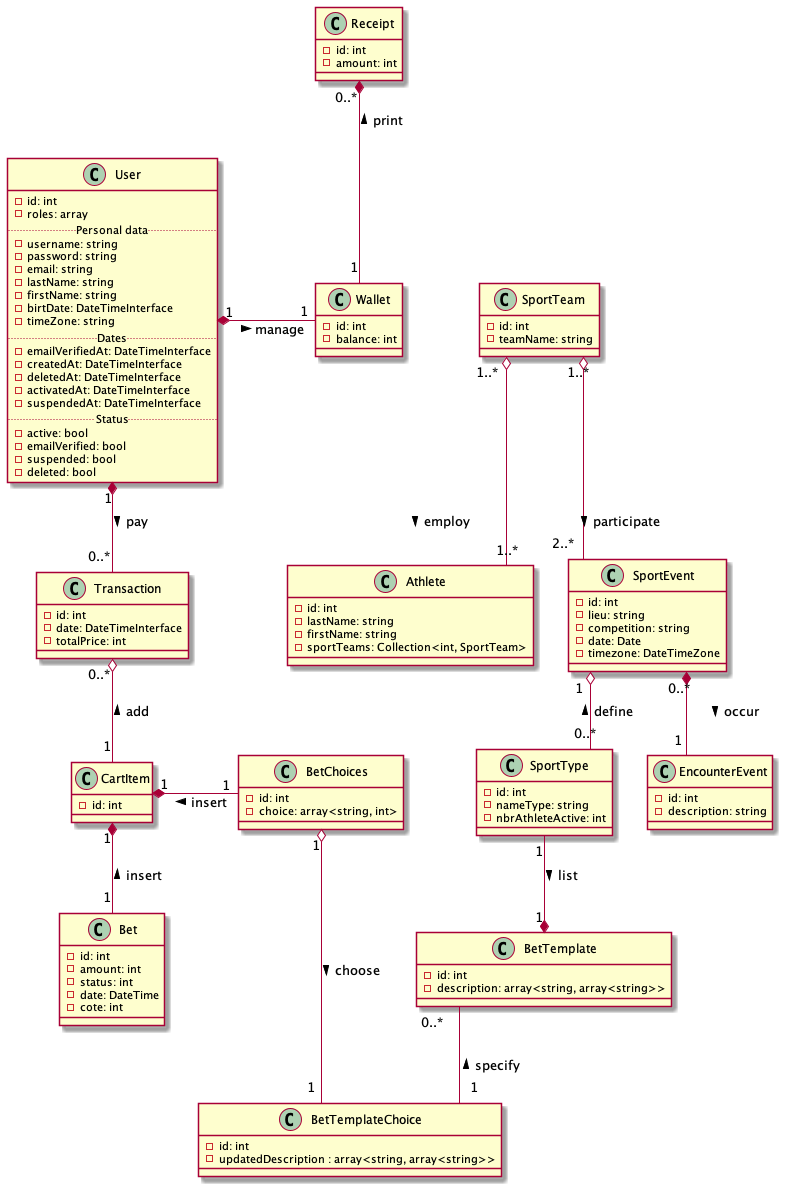 C Receipt
id: int
amount: int
0..*
print
1
C User
id: int
roles: array
Personal data
username: string
password: string
email: string
lastName: string
firstName: string
birtDate: DateTimeInterface
timeZone: string
Dates
emailVerifiedAt: DateTimeInterface
createdAt: DateTimeInterface
deletedAt: DateTimeInterface
activatedAt: DateTimeInterface
suspendedAt: DateTimeInterface
Status
active: bool
emailVerified: bool
suspended: bool
deleted: bool
1 1
manage
C Wallet
id: int
balance: int
C SportTeam
id: int
teamName: string
1..* 1..*
1
pay
0..*
employ
1..*
participate
2..*
C Transaction
id: int
date: DateTimeInterface
totalPrice: int
C Athlete
id: int
lastName: string
firstName: string
sportTeams: Collection<int, SportTeam>
C SportEvent
id: int
lieu: string
competition: string
date: Date
timezone: DateTimeZone
0..*
add
1
1
define
0..*
0..*
occur
1
C CartItem
id: int
1 1
insert
C BetChoices
id: int
choice: array<string, int>
C SportType
id: int
nameType: string
nbrAthleteActive: int
C EncounterEvent
id: int
description: string
1
insert
1
1
choose
1
1
list
1
C Bet
id: int
amount: int
status: int
date: DateTime
cote: int
C BetTemplate
id: int
description: array<string, array<string>>
0..*
specify
1
C BetTemplateChoice
id: int
updatedDescription : array<string, array<string>>